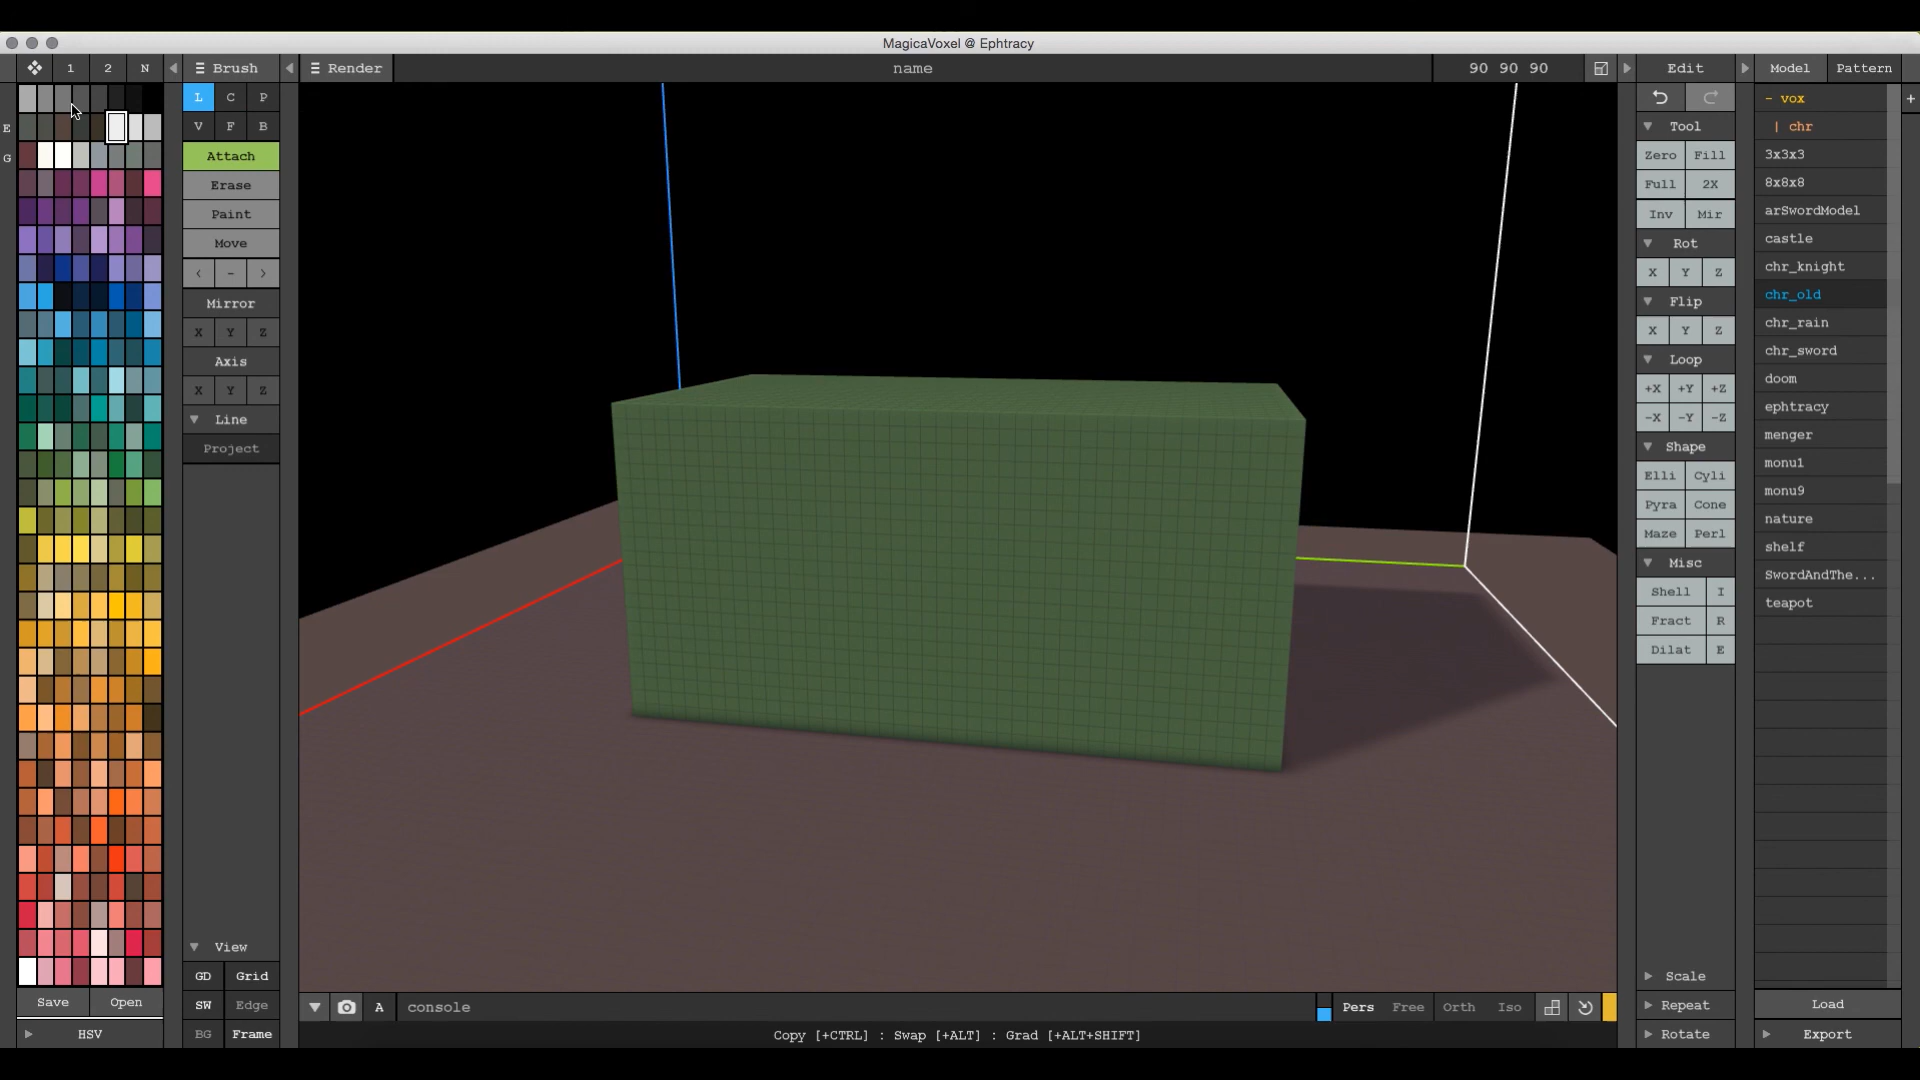 MagicaVoxel @ Ephtracy
1 2 N
Brush
Render
name
90 90 90
Edit
Model Pattern
+
L C P
V F B
E
G
Attach
Erase
Paint
Move
< - >
Mirror
X Y Z
Axis
X Y Z
Line
Project
View
GD Grid
SW Edge
BG Frame
Save Open
HSV
Tool
Zero Fill
Full 2X
Inv Mir
Rot
X Y Z
Flip
X Y Z
Loop
+X +Y +Z
-X -Y -Z
Shape
Elli Cyli
Pyra Cone
Maze Perl
Misc
Shell I
Fract R
Dilat E
Scale
Repeat
Rotate
- vox
| chr
3x3x3
8x8x8
arSwordModel
castle
chr_knight
chr_old
chr_rain
chr_sword
doom
ephtracy
menger
monu1
monu9
nature
shelf
SwordAndThe...
teapot
Load
Export
A console
Pers Free Orth Iso
Copy [+CTRL] : Swap [+ALT] : Grad [+ALT+SHIFT]